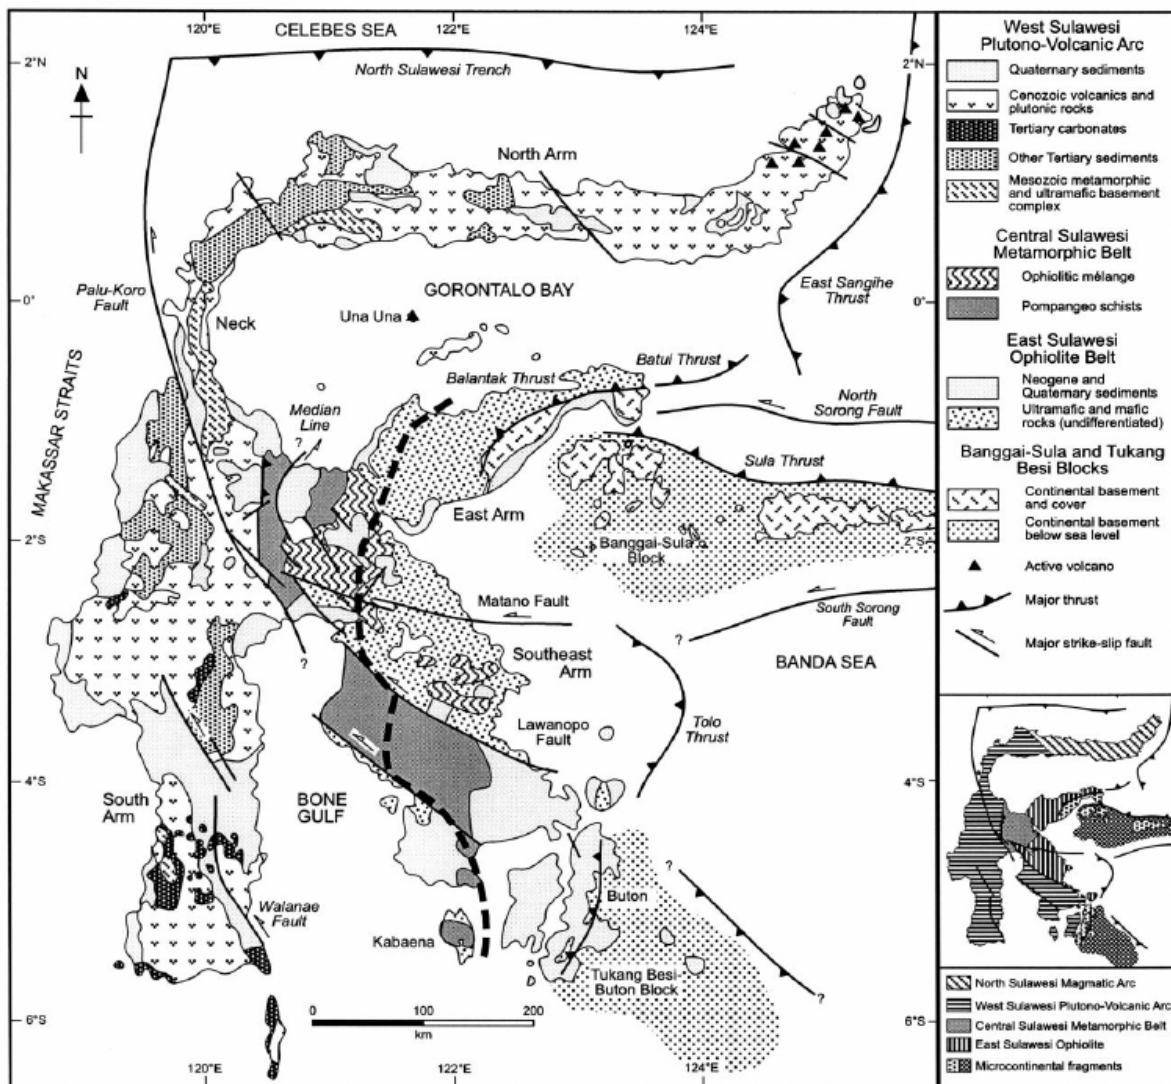 120°E
122°E
124°E
CELEBES SEA
2°N
2°N
North Sulawesi Trench
N
North Arm
Palu-Koro
Fault
GORONTALO BAY
East Sangihe
Thrust
0°
0°
Neck
Una Una
Batui Thrust
Balantak Thrust
MAKASSAR STRAITS
Median
Line
?
North
Sorong Fault
Sula Thrust
East Arm
2°S
2°S
Banggai-Sula
Block
Matano Fault
South Sorong
Fault
?
?
Southeast
Arm
BANDA SEA
Lawanopo
Fault
Tolo
Thrust
4°S
4°S
South
Arm
BONE
GULF
?
Buton
Walanae
Fault
Kabaena
Tukang Besi-
Buton Block
?
0 100 200
km
6°S
6°S
120°E
122°E
124°E
West Sulawesi
Plutono-Volcanic Arc
Quaternary sediments
Cenozoic volcanics and
plutonic rocks
Tertiary carbonates
Other Tertiary sediments
Mesozoic metamorphic
and ultramafic basement
complex
Central Sulawesi
Metamorphic Belt
Ophiolitic mélange
Pompangeo schists
East Sulawesi
Ophiolite Belt
Neogene and
Quaternary sediments
Ultramafic and mafic
rocks (undifferentiated)
Banggai-Sula and Tukang
Besi Blocks
Continental basement
and cover
Continental basement
below sea level
Active volcano
Major thrust
Major strike-slip fault
North Sulawesi Magmatic Arc
West Sulawesi Plutono-Volcanic Arc
Central Sulawesi Metamorphic Belt
East Sulawesi Ophiolite
Microcontinental fragments